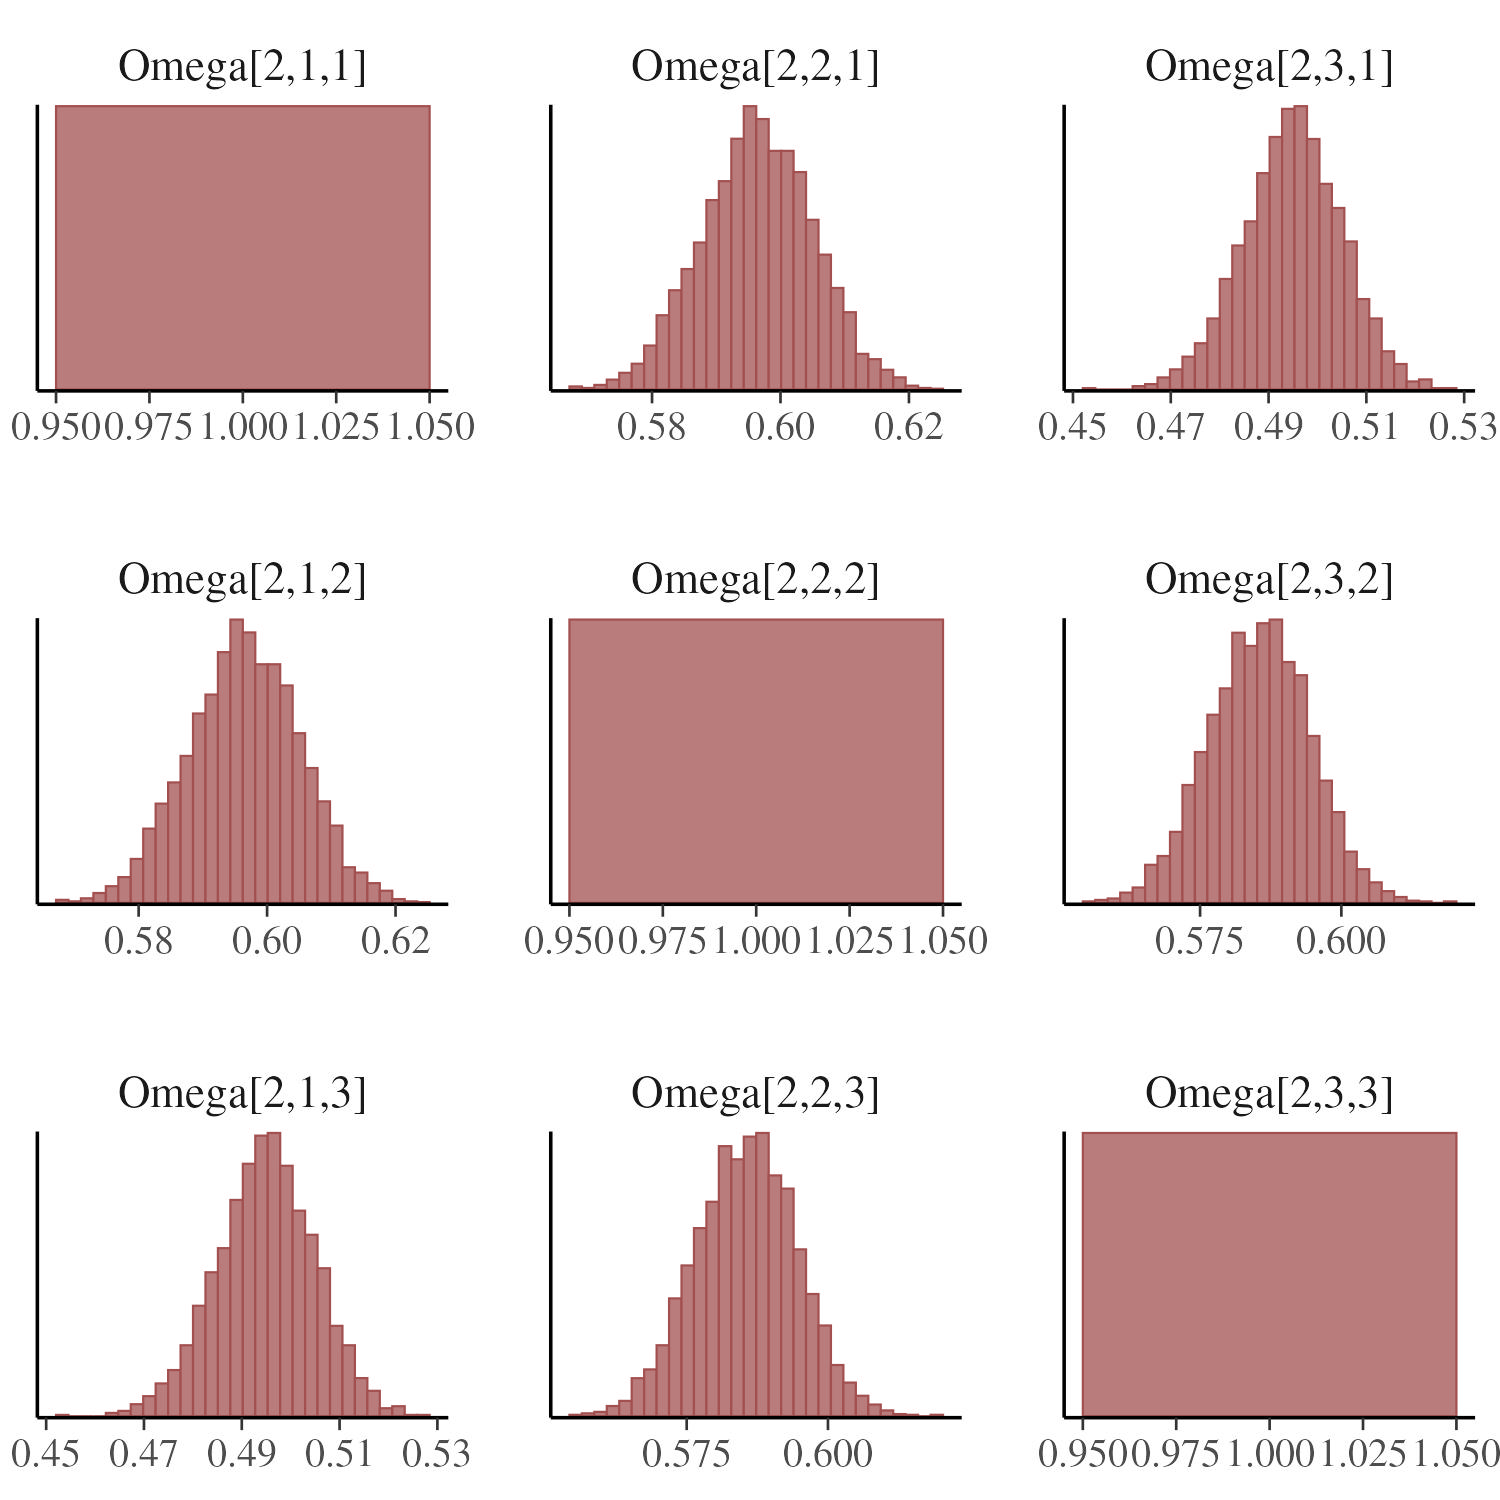 Omega[2,1,1] Omega[2,2,1] Omega[2,3,1]
0.950 0.975 1.000 1.025 1.050 0.58 0.60 0.62 0.45 0.47 0.49 0.51 0.53
Omega[2,1,2] Omega[2,2,2] Omega[2,3,2]
0.58 0.60 0.62 0.950 0.975 1.000 1.025 1.050 0.575 0.600
Omega[2,1,3] Omega[2,2,3] Omega[2,3,3]
0.45 0.47 0.49 0.51 0.53 0.575 0.600 0.950 0.975 1.000 1.025 1.050